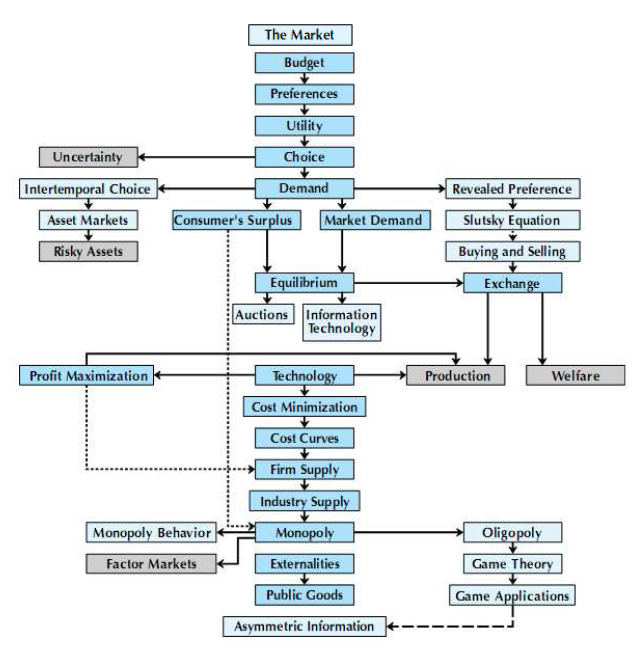 The Market
Budget
Preferences
Utility
Uncertainty
Choice
Intertemporal Choice
Demand
Revealed Preference
Asset Markets
Consumer's Surplus
Market Demand
Slutsky Equation
Risky Assets
Buying and Selling
Equilibrium
Exchange
Auctions
Information
Technology
Profit Maximization
Technology
Production
Welfare
Cost Minimization
Cost Curves
Firm Supply
Industry Supply
Monopoly Behavior
Monopoly
Oligopoly
Factor Markets
Externalities
Game Theory
Public Goods
Game Applications
Asymmetric Information